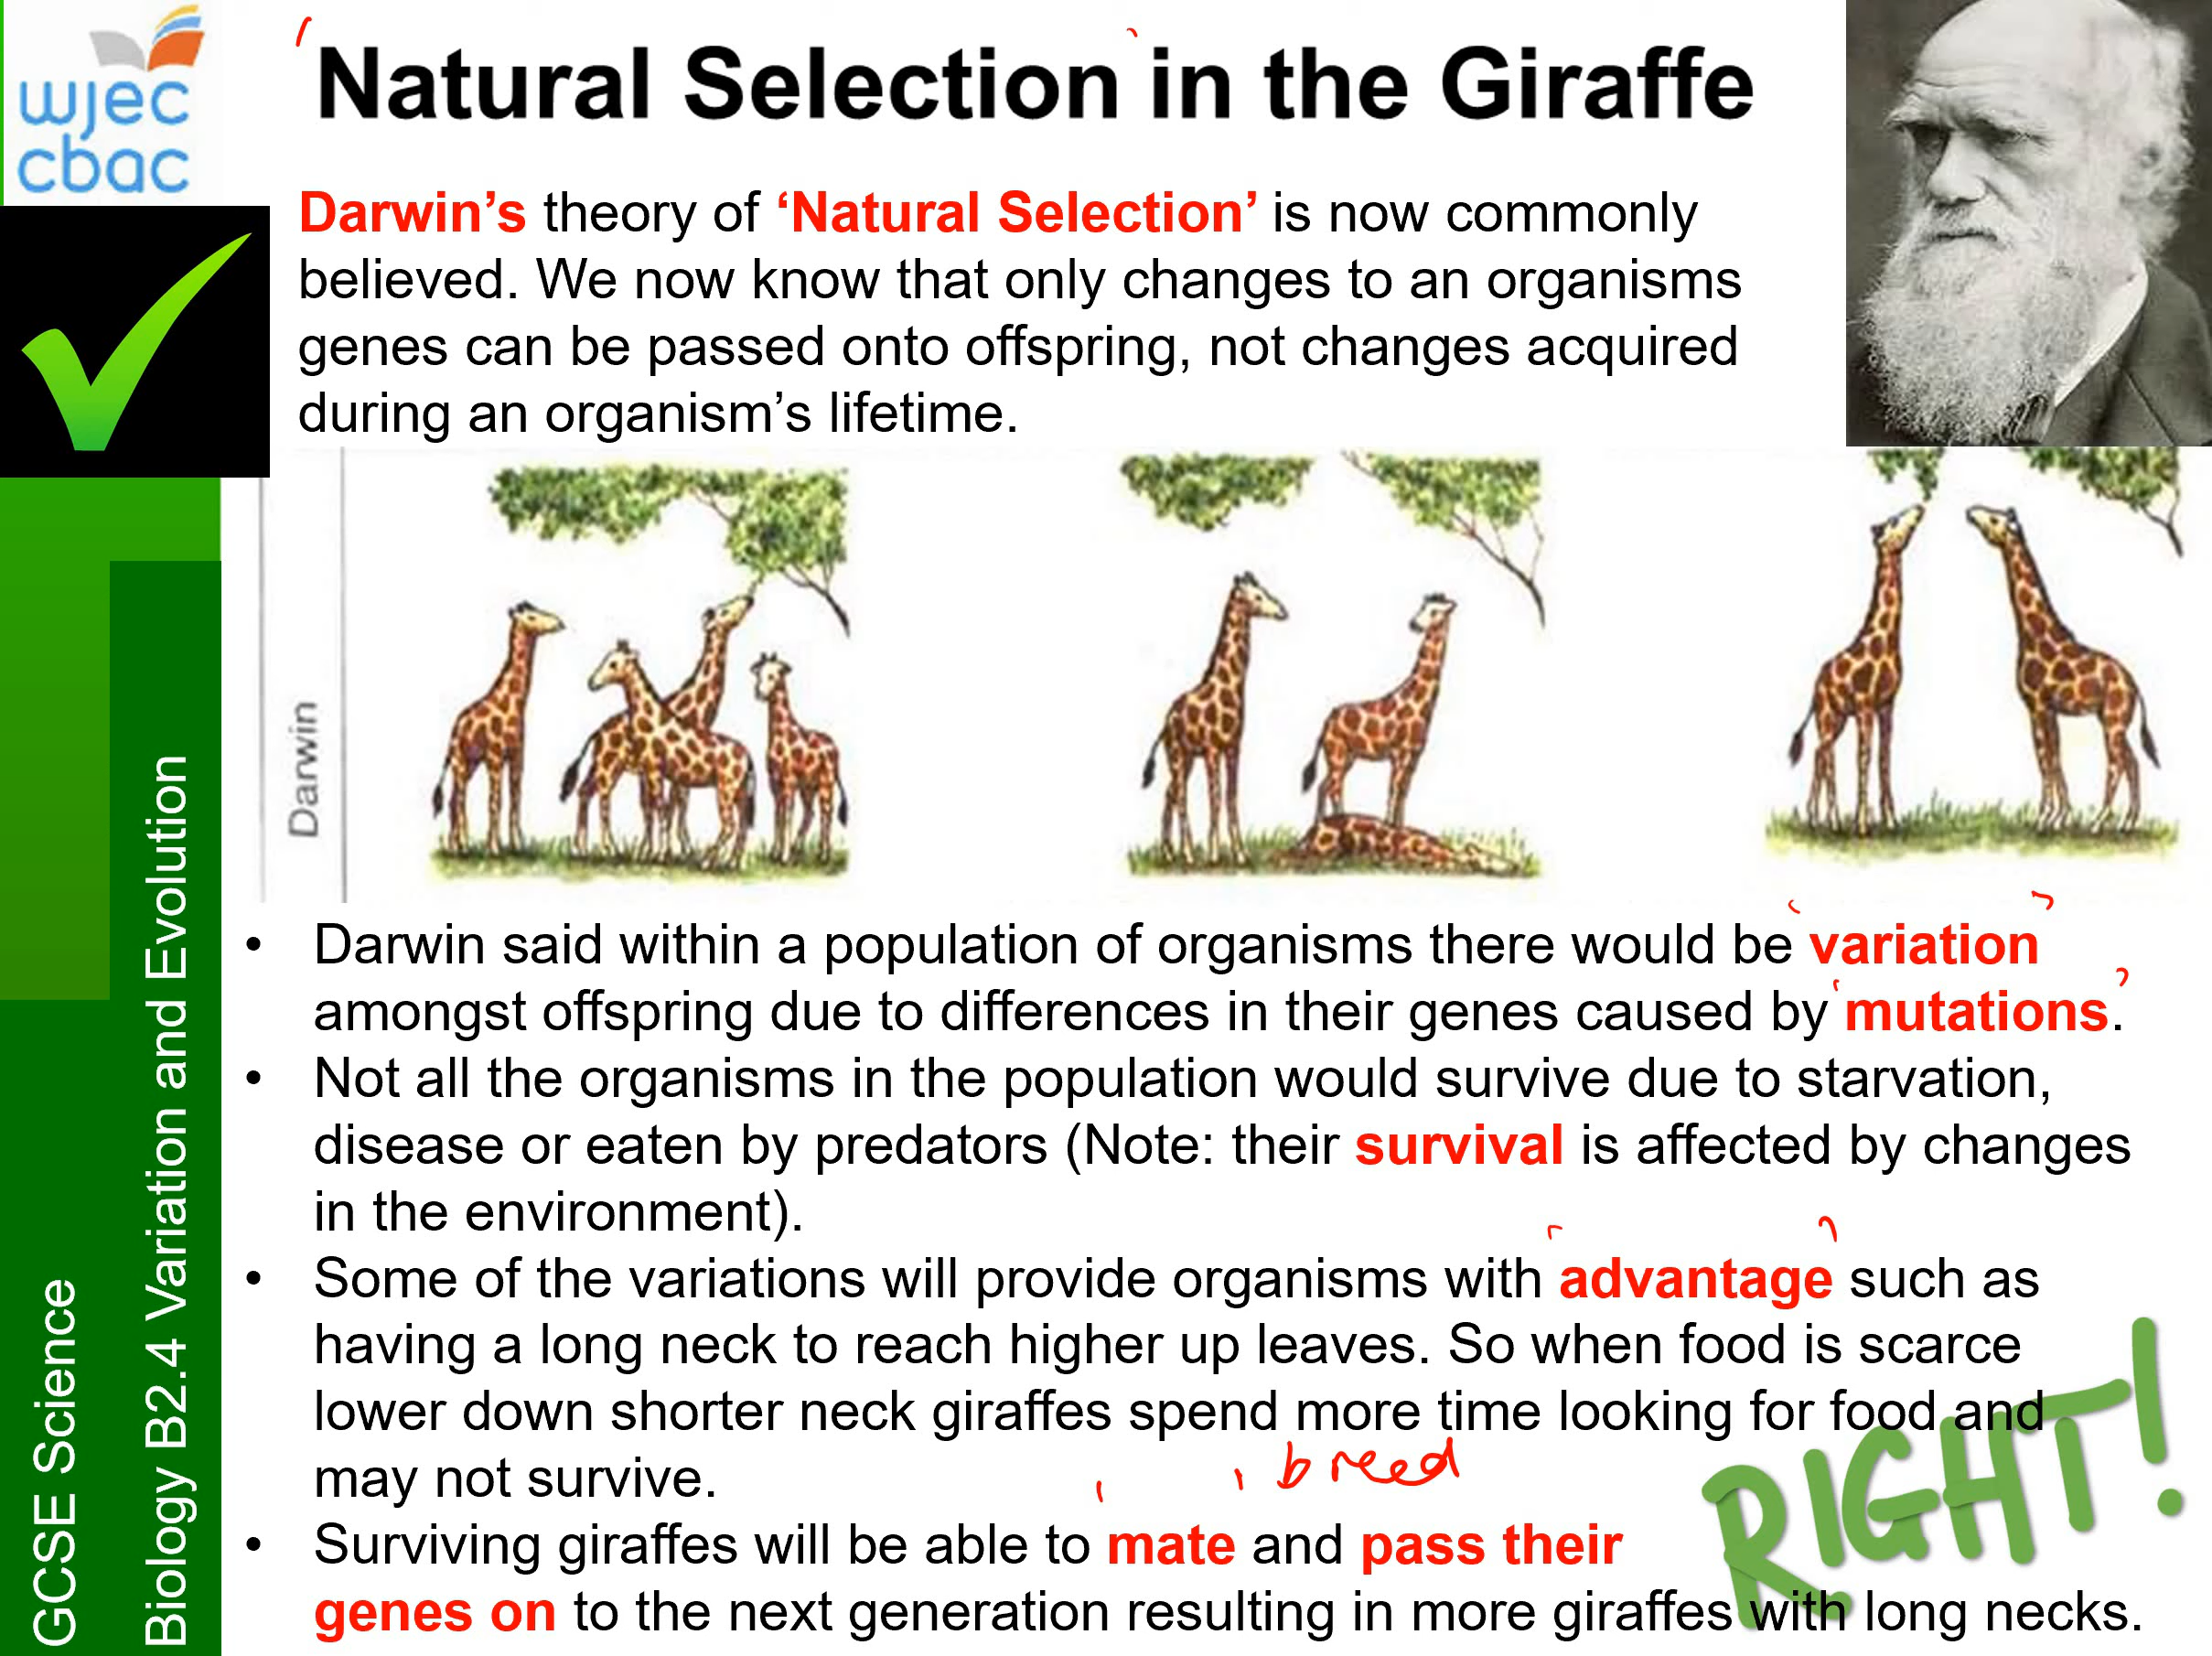 wjec
cbac
Natural Selection in the Giraffe
Darwin’s theory of ‘Natural Selection’ is now commonly
believed. We now know that only changes to an organisms
genes can be passed onto offspring, not changes acquired
during an organism’s lifetime.
Darwin
• Darwin said within a population of organisms there would be variation
amongst offspring due to differences in their genes caused by mutations.
• Not all the organisms in the population would survive due to starvation,
disease or eaten by predators (Note: their survival is affected by changes
in the environment).
• Some of the variations will provide organisms with advantage such as
having a long neck to reach higher up leaves. So when food is scarce
lower down shorter neck giraffes spend more time looking for food and
may not survive.
breed
• Surviving giraffes will be able to mate and pass their
genes on to the next generation resulting in more giraffes with long necks.
RIGHT!
GCSE Science
Biology B2.4 Variation and Evolution